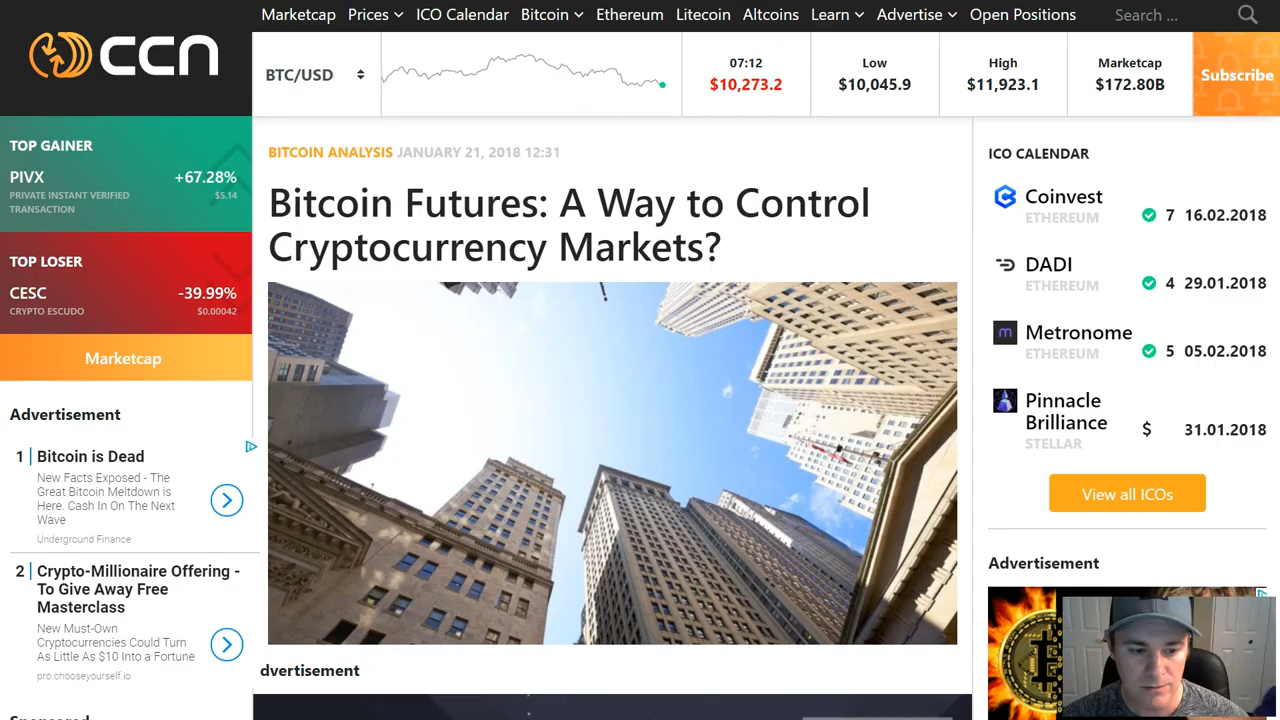 Marketcap Prices ICO Calendar Bitcoin Ethereum Litecoin Altcoins Learn Advertise Open Positions Search ...
ccn
BTC/USD
07:12
$10,273.2
Low
$10,045.9
High
$11,923.1
Marketcap
$172.80B
Subscribe
TOP GAINER
PIVX +67.28%
PRIVATE INSTANT VERIFIED $5.14
TRANSACTION
TOP LOSER
CESC -39.99%
CRYPTO ESCUDO $0.00042
Marketcap
Advertisement
1 Bitcoin is Dead
New Facts Exposed - The
Great Bitcoin Meltdown is
Here. Cash In On The Next
Wave
Underground Finance
2 Crypto-Millionaire Offering -
To Give Away Free
Masterclass
New Must-Own
Cryptocurrencies Could Turn
As Little As $10 Into a Fortune
pro.chooseyourself.io
Sponsored
BITCOIN ANALYSIS JANUARY 21, 2018 12:31
Bitcoin Futures: A Way to Control
Cryptocurrency Markets?
dvertisement
ICO CALENDAR
Coinvest
ETHEREUM 7 16.02.2018
DADI
ETHEREUM 4 29.01.2018
Metronome
ETHEREUM 5 05.02.2018
Pinnacle
Brilliance
STELLAR $ 31.01.2018
View all ICOs
Advertisement